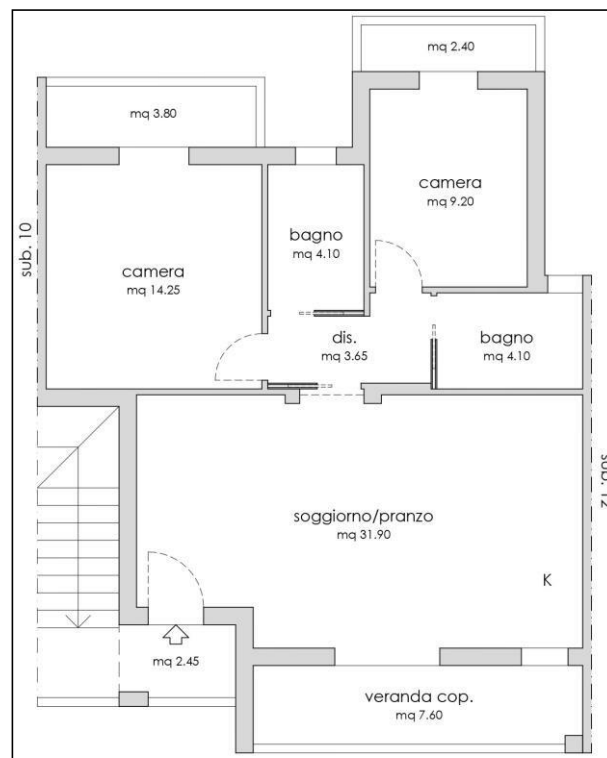 mq 2.40
mq 3.80
camera
mq 9.20
sub. 10
bagno
mq 4.10
camera
mq 14.25
dis.
mq 3.65
bagno
mq 4.10
sub. 12
soggiorno/pranzo
mq 31.90
K
mq 2.45
veranda cop.
mq 7.60